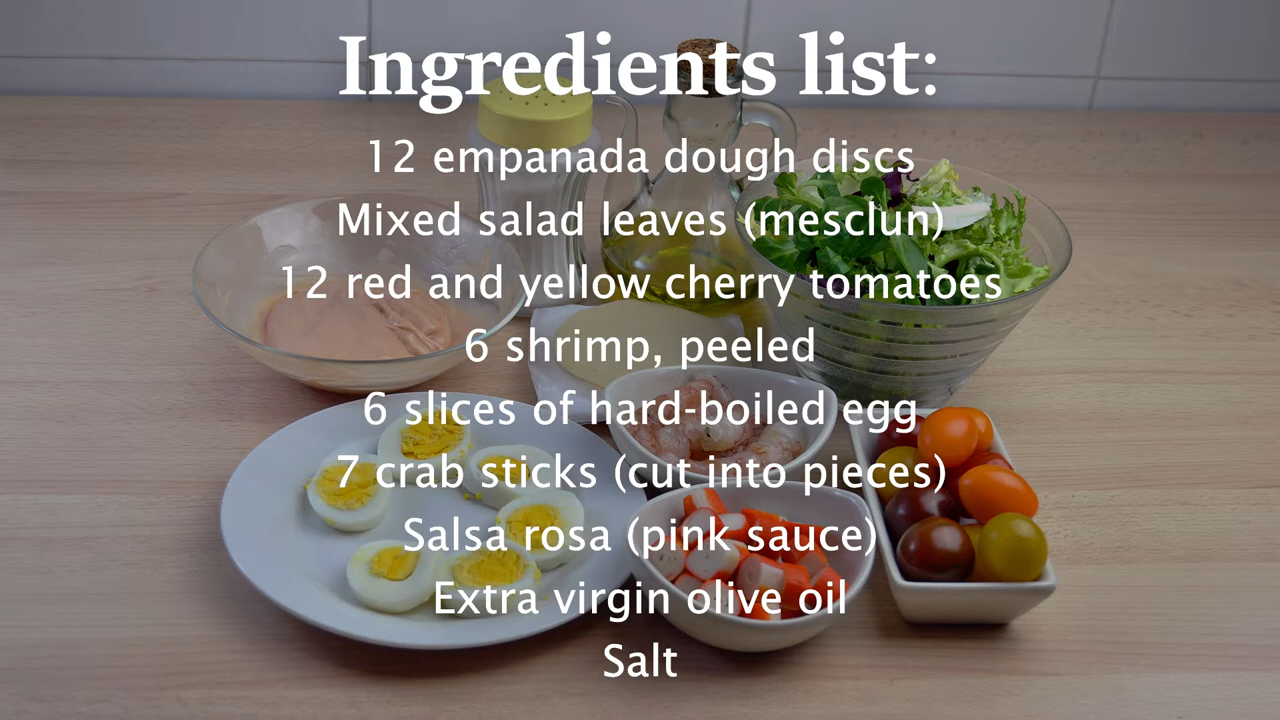 Ingredients list:
12 empanada dough discs
Mixed salad leaves (mesclun)
12 red and yellow cherry tomatoes
6 shrimp, peeled
6 slices of hard-boiled egg
7 crab sticks (cut into pieces)
Salsa rosa (pink sauce)
Extra virgin olive oil
Salt